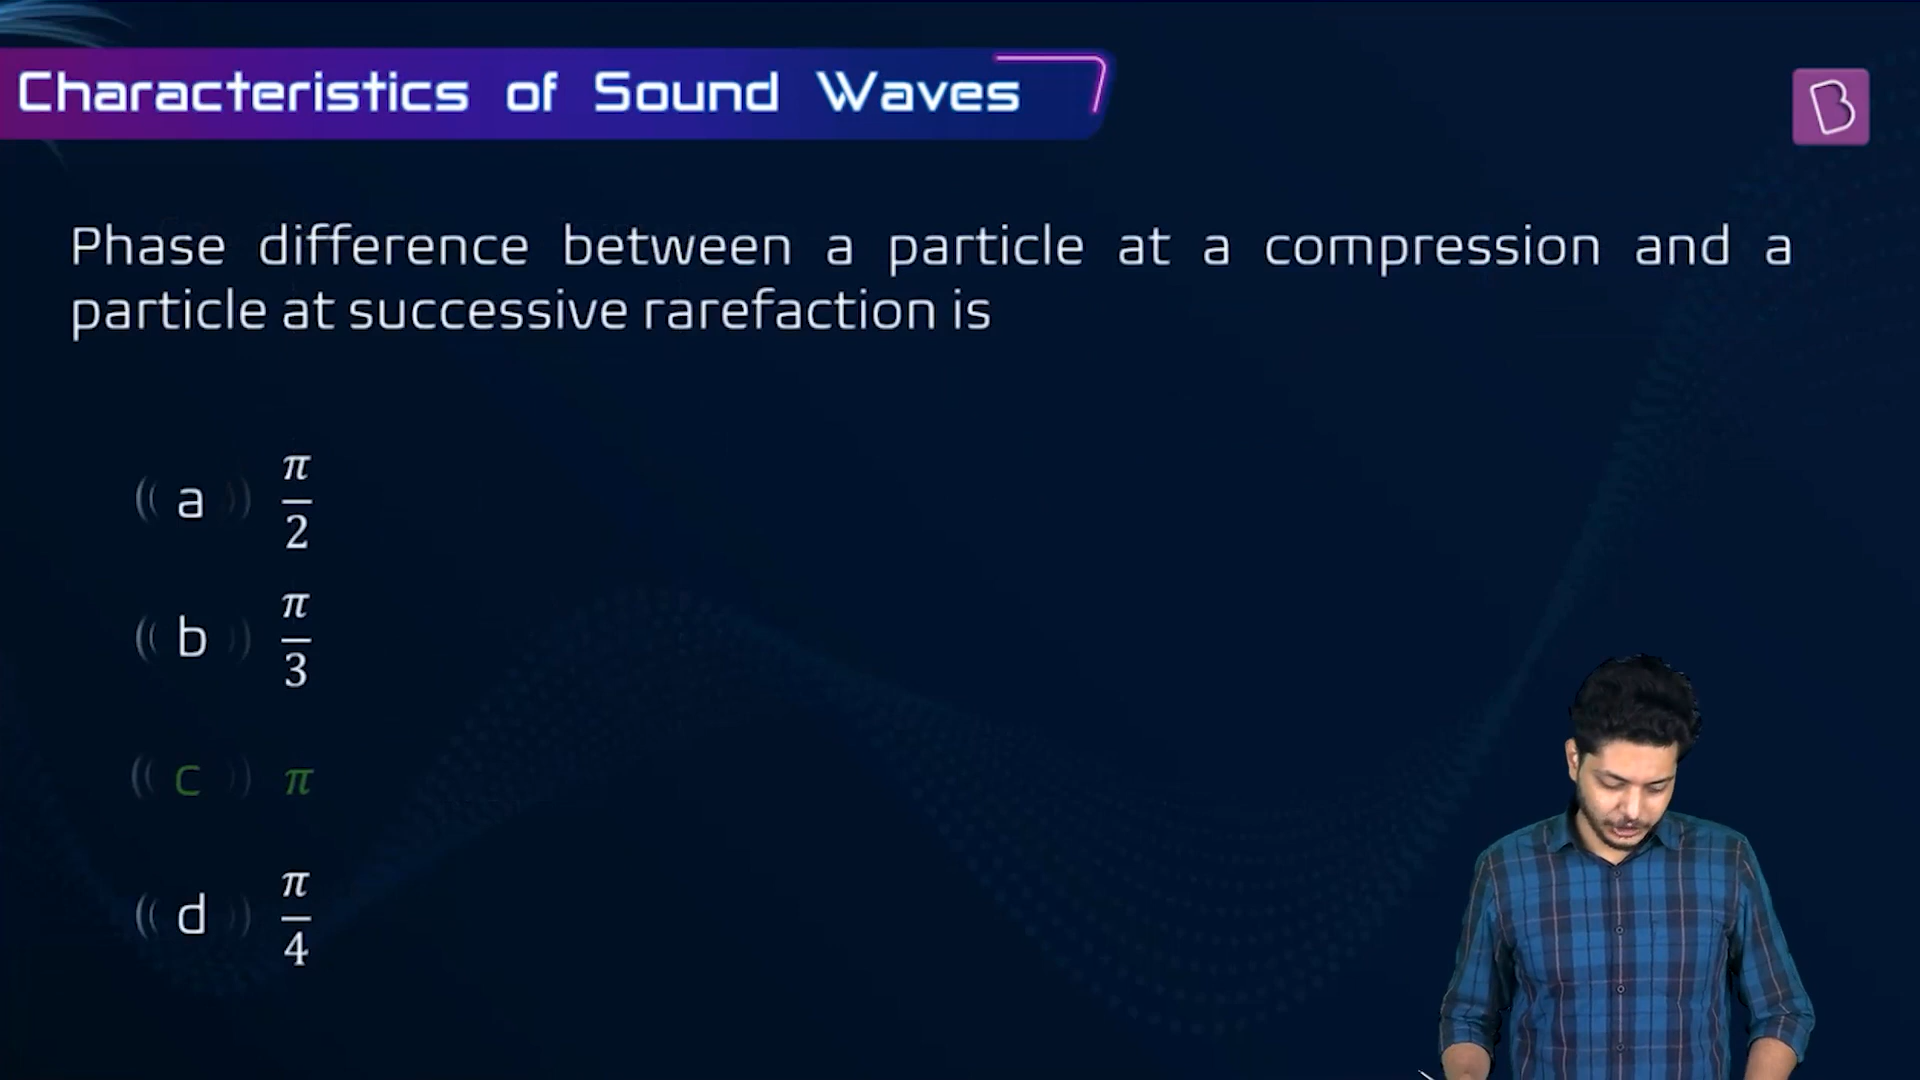 Characteristics of Sound Waves
B
Phase difference between a particle at a compression and a
particle at successive rarefaction is
(( a )) π/2
(( b )) π/3
(( c )) π
(( d )) π/4